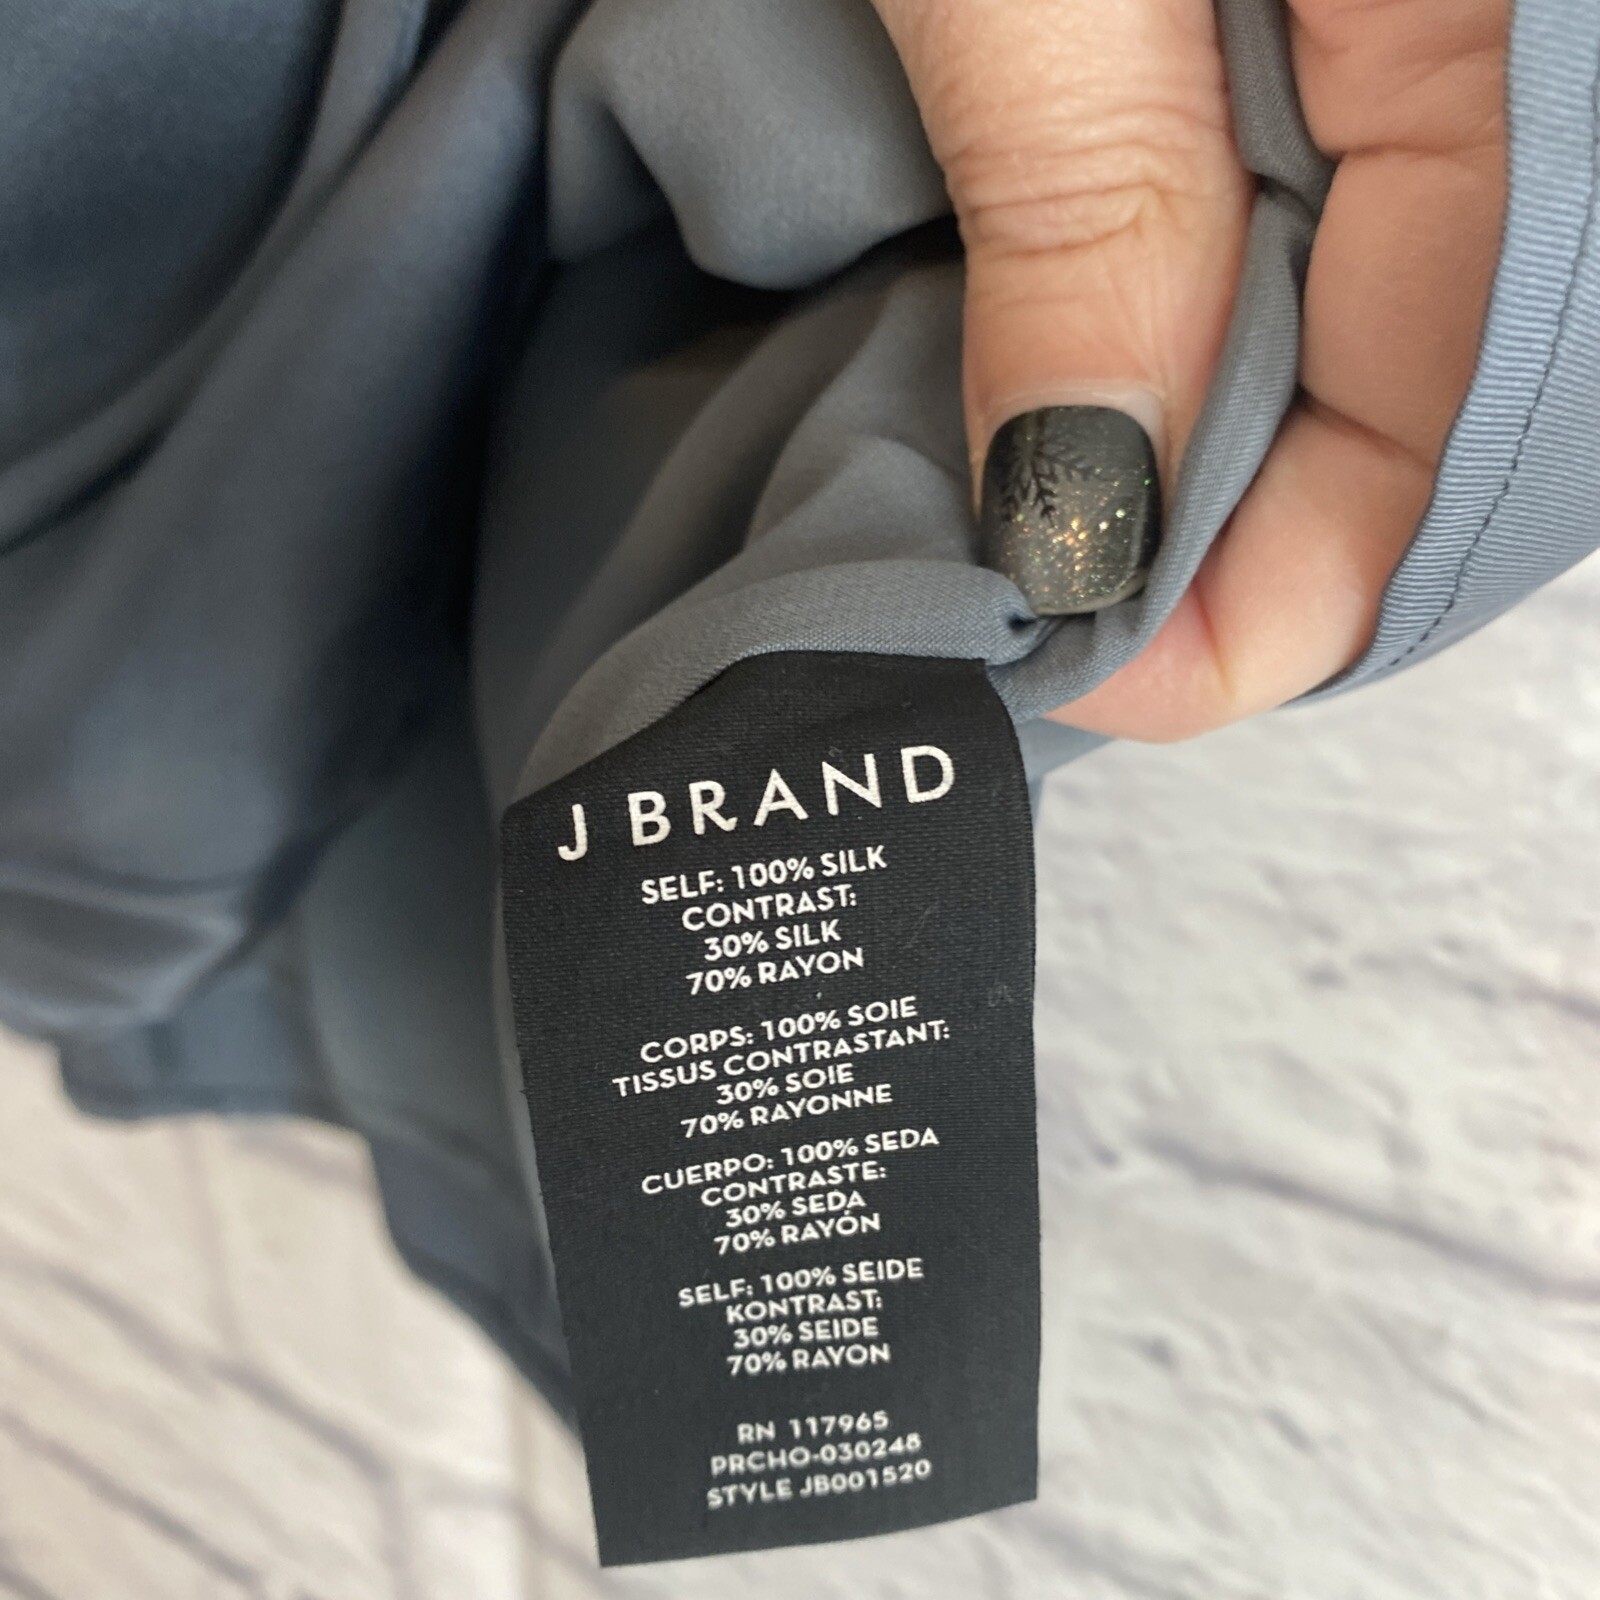 J BRAND
SELF: 100% SILK
CONTRAST:
30% SILK
70% RAYON
CORPS: 100% SOIE
TISSUS CONTRASTANT:
30% SOIE
70% RAYONNE
CUERPO: 100% SEDA
CONTRASTE:
30% SEDA
70% RAYÓN
SELF: 100% SEIDE
KONTRAST:
30% SEIDE
70% RAYON
RN 117965
PRCHO-030248
STYLE JB001520